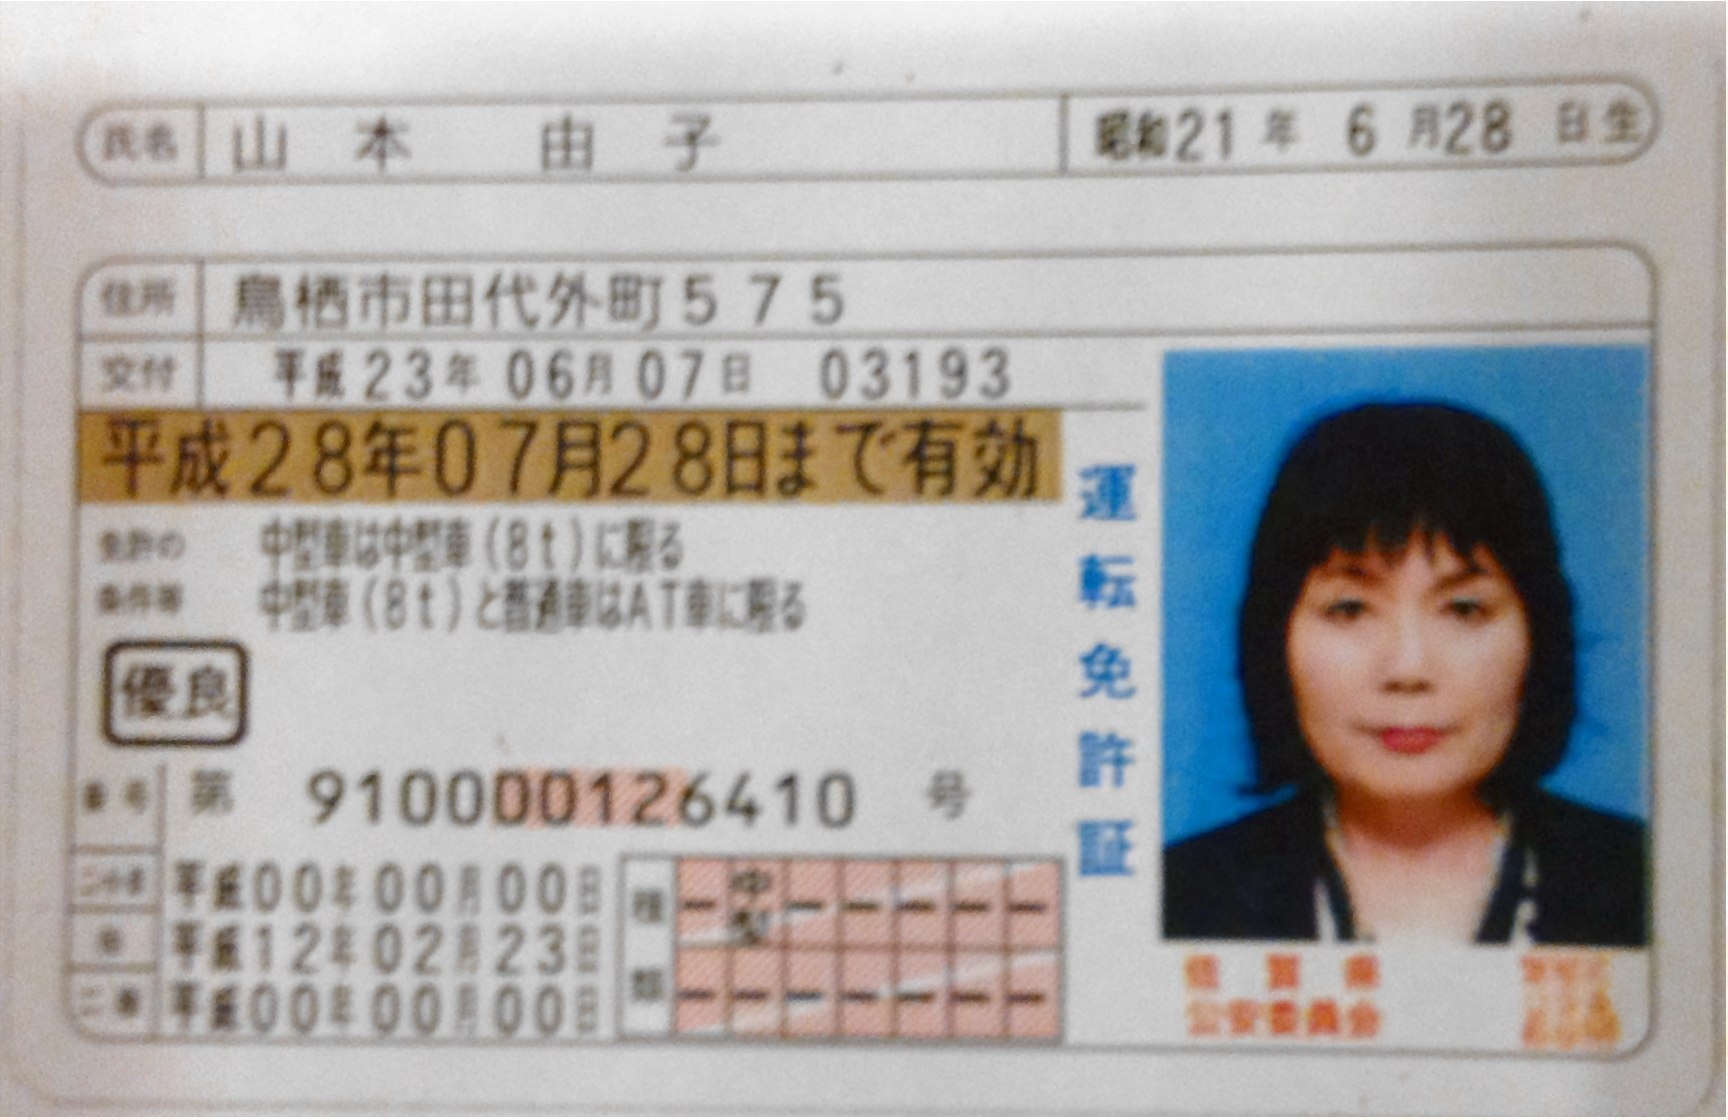 氏名 山本 由子 昭和21年 6月28日生
住所 鳥栖市田代外町575
交付 平成23年06月07日 03193
平成28年07月28日まで有効
免許の 中型車は中型車(8t)に限る
条件等 中型車(8t)と普通車はAT車に限る
優良
番号 第 910000126410 号
二・小・原 平成00年00月00日
他 平成12年02月23日
二種 平成00年00月00日
種類 中型
運転免許証
佐賀県
公安委員会